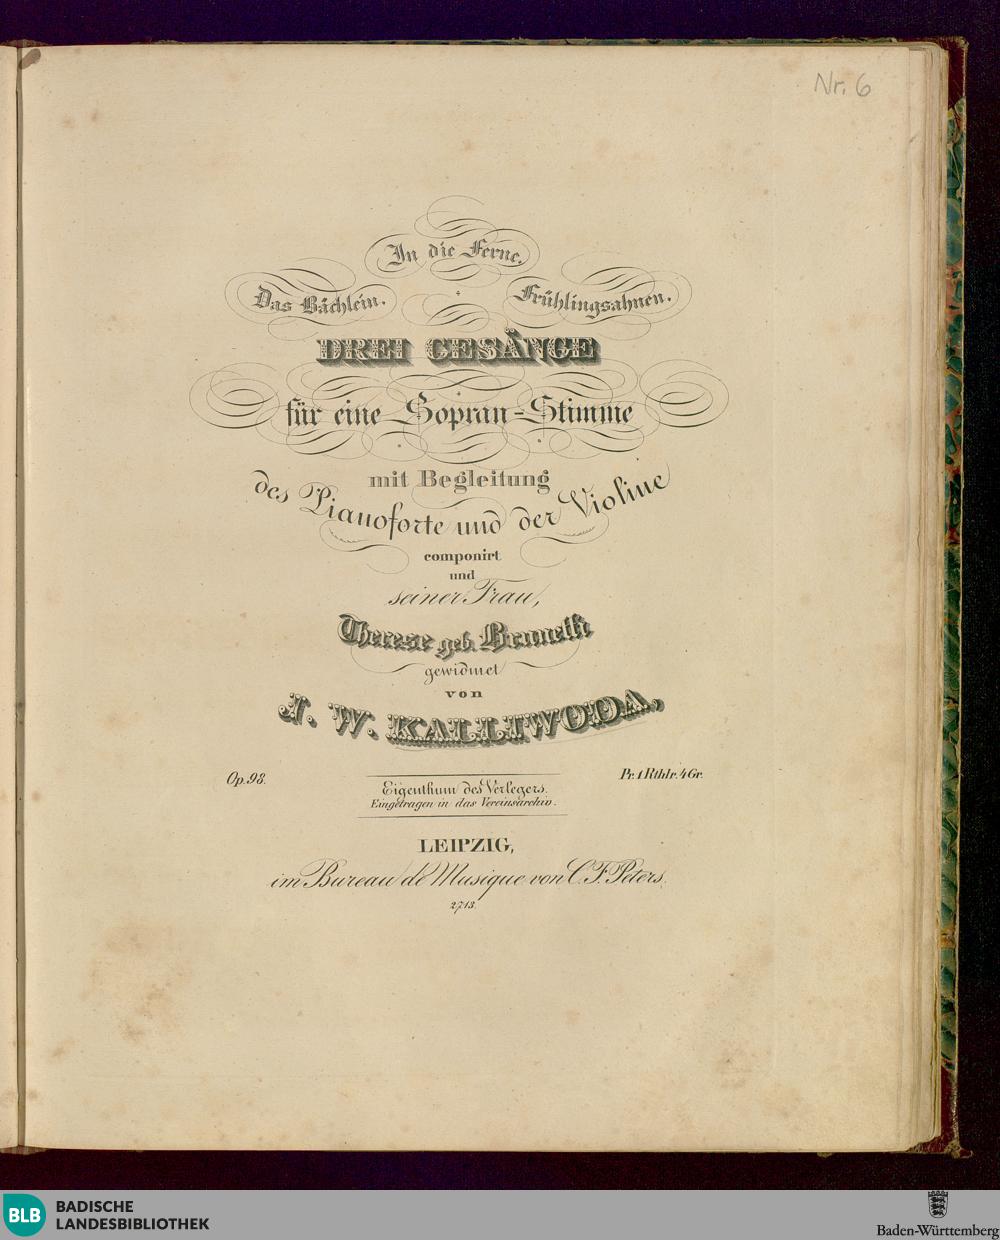 Nr. 6
In die Ferne.
Das Bächlein.
Frühlingsahnen.
DREI GESÄNGE
für eine Sopran-Stimme
mit Begleitung
des Pianoforte und der Violine
componirt
und
seiner Frau,
Therese geb. Brunetti
gewidmet
von
J. W. KALLIWODA,
Op. 98.
Pr. 1 Rthlr. 4 Gr.
Eigenthum des Verlegers.
Eingetragen in das Vereinsarchiv.
LEIPZIG,
im Bureau de Musique von C. F. Peters.
2713.
BLB
BADISCHE
LANDESBIBLIOTHEK
Baden-Württemberg